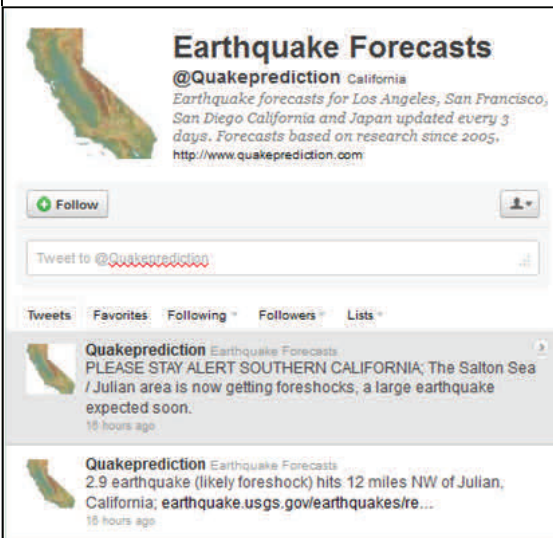 Earthquake Forecasts
@Quakeprediction California
Earthquake forecasts for Los Angeles, San Francisco,
San Diego California and Japan updated every 3
days. Forecasts based on research since 2005.
http://www.quakeprediction.com
Follow
Tweet to @Quakeprediction
Tweets Favorites Following Followers Lists
Quakeprediction Earthquake Forecasts
PLEASE STAY ALERT SOUTHERN CALIFORNIA; The Salton Sea
/ Julian area is now getting foreshocks, a large earthquake
expected soon.
16 hours ago
Quakeprediction Earthquake Forecasts
2.9 earthquake (likely foreshock) hits 12 miles NW of Julian,
California; earthquake.usgs.gov/earthquakes/re...
16 hours ago